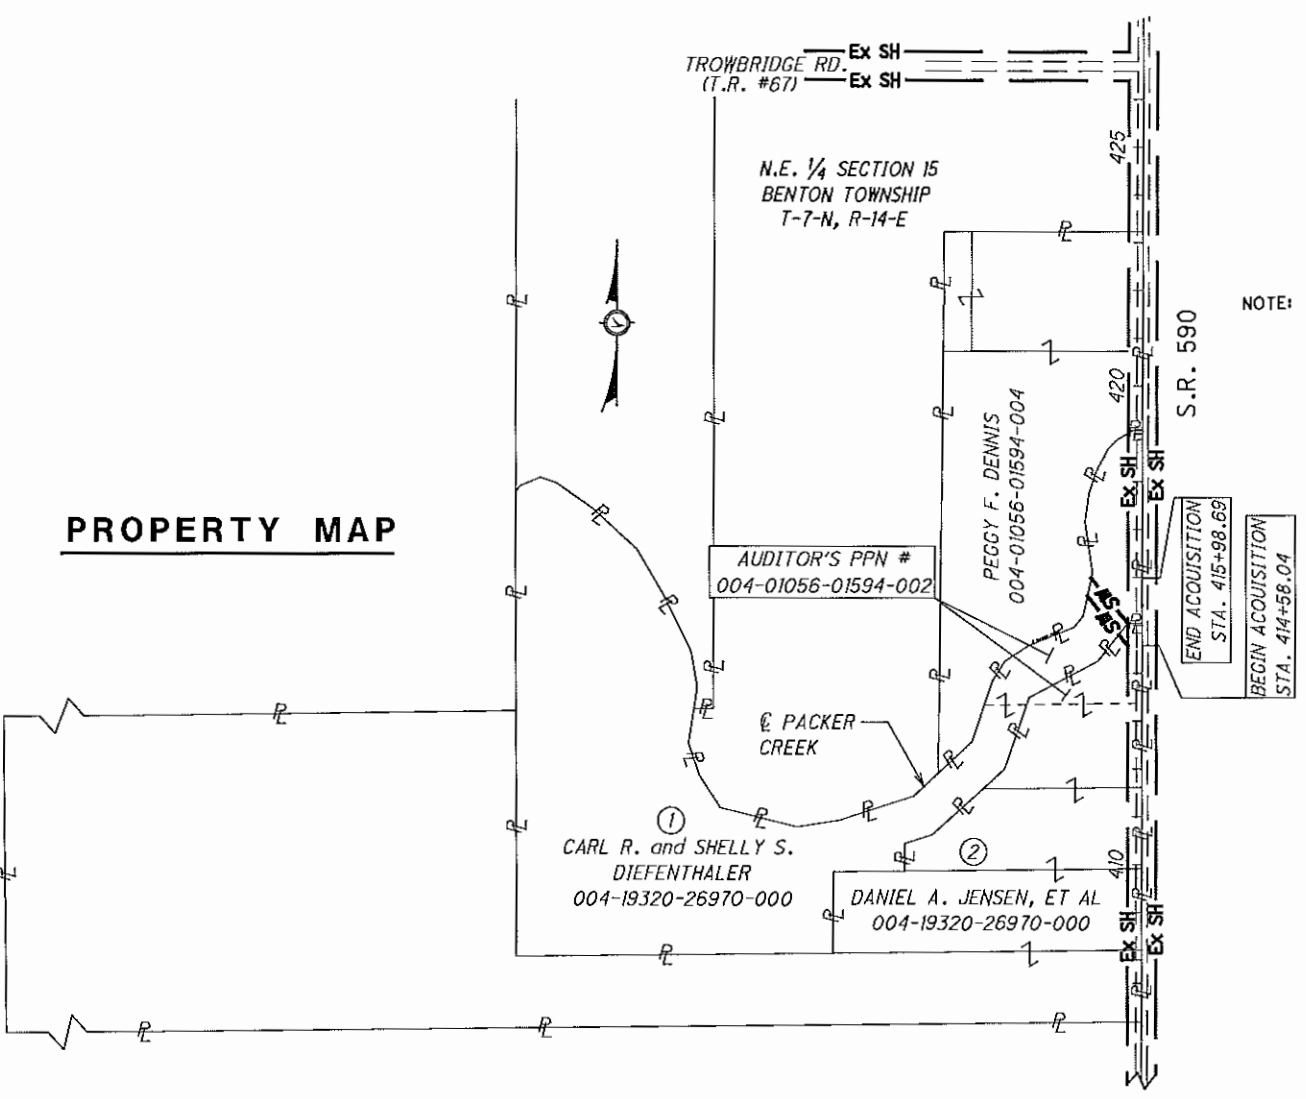 Ex SH
TROWBRIDGE RD.
(T.R. #67)
Ex SH
425
N.E. 1/4 SECTION 15
BENTON TOWNSHIP
T-7-N, R-14-E
NOTE:
S.R. 590
420
PEGGY F. DENNIS
004-01056-01594-004
Ex SH
Ex SH
PROPERTY MAP
END ACQUISITION
STA. 415+98.69
BEGIN ACQUISITION
STA. 414+58.04
AUDITOR'S PPN #
004-01056-01594-002
WS
WS
℄ PACKER
CREEK
1
CARL R. and SHELLY S.
DIEFENTHALER
004-19320-26970-000
2
410
DANIEL A. JENSEN, ET AL
004-19320-26970-000
Ex SH
Ex SH